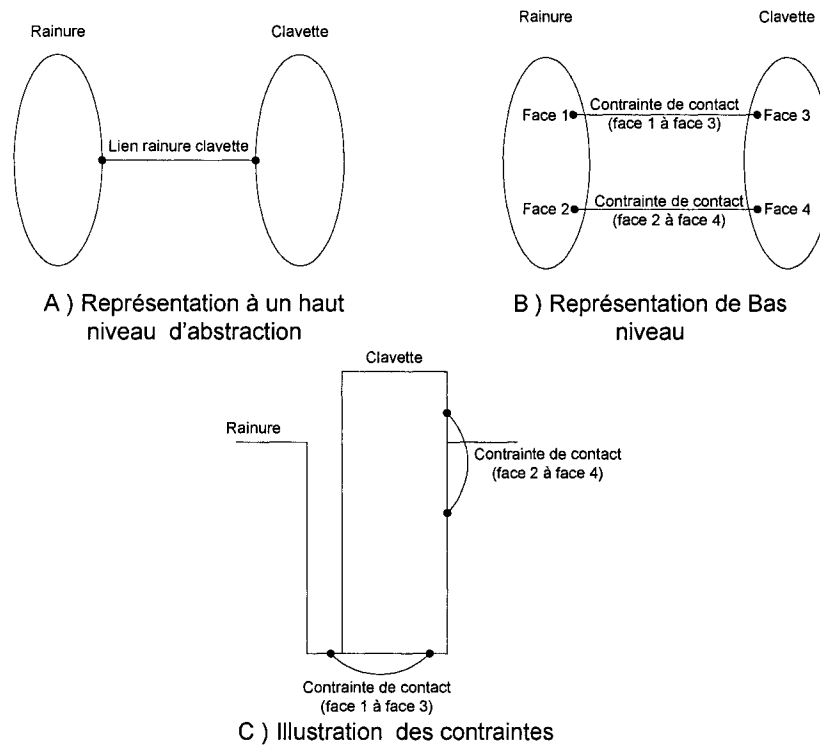 Rainure
Clavette
Lien rainure clavette
A ) Représentation à un haut
niveau d'abstraction
Rainure
Clavette
Face 1
Contrainte de contact
(face 1 à face 3)
Face 3
Face 2
Contrainte de contact
(face 2 à face 4)
Face 4
B ) Représentation de Bas
niveau
Clavette
Rainure
Contrainte de contact
(face 2 à face 4)
Contrainte de contact
(face 1 à face 3)
C ) Illustration des contraintes